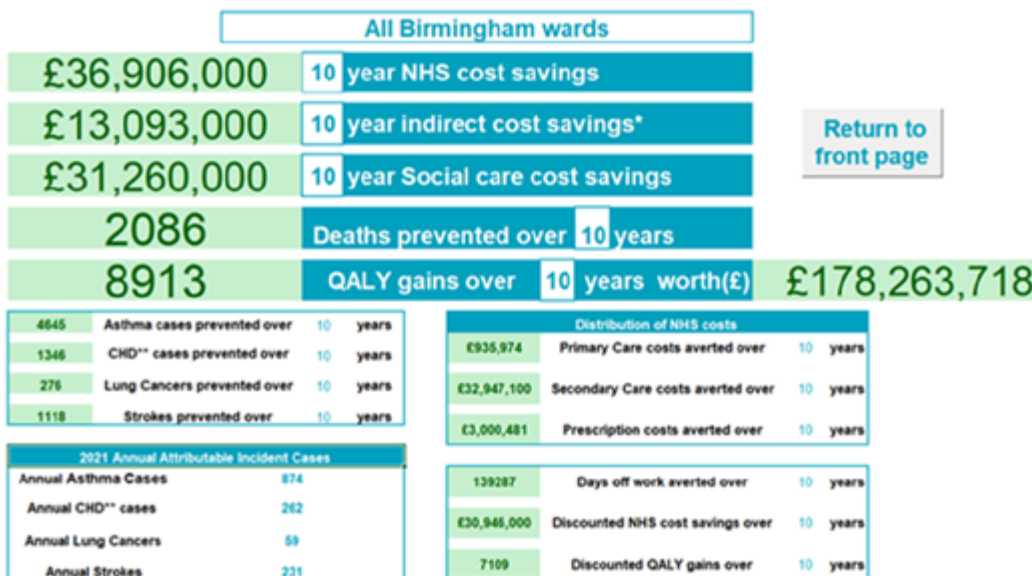 All Birmingham wards
£36,906,000 10 year NHS cost savings
£13,093,000 10 year indirect cost savings*
Return to
front page
£31,260,000 10 year Social care cost savings
2086 Deaths prevented over 10 years
8913 QALY gains over 10 years worth(£) £178,263,718
4645 Asthma cases prevented over 10 years
1346 CHD** cases prevented over 10 years
276 Lung Cancers prevented over 10 years
1118 Strokes prevented over 10 years
Distribution of NHS costs
£935,974 Primary Care costs averted over 10 years
£32,947,100 Secondary Care costs averted over 10 years
£3,000,481 Prescription costs averted over 10 years
2021 Annual Attributable Incident Cases
Annual Asthma Cases 874
Annual CHD** cases 262
Annual Lung Cancers 59
Annual Strokes 231
139287 Days off work averted over 10 years
£30,946,000 Discounted NHS cost savings over 10 years
7109 Discounted QALY gains over 10 years